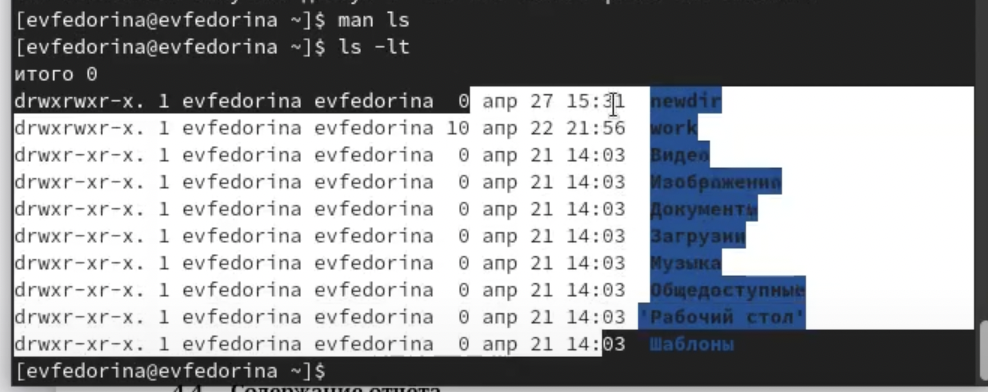 [evfedorina@evfedorina ~]$ man ls
[evfedorina@evfedorina ~]$ ls -lt
итого 0
drwxrwxr-x. 1 evfedorina evfedorina  0 апр 27 15:31  newdir
drwxrwxr-x. 1 evfedorina evfedorina 10 апр 22 21:56  work
drwxr-xr-x. 1 evfedorina evfedorina  0 апр 21 14:03  Видео
drwxr-xr-x. 1 evfedorina evfedorina  0 апр 21 14:03  Изображения
drwxr-xr-x. 1 evfedorina evfedorina  0 апр 21 14:03  Документы
drwxr-xr-x. 1 evfedorina evfedorina  0 апр 21 14:03  Загрузки
drwxr-xr-x. 1 evfedorina evfedorina  0 апр 21 14:03  Музыка
drwxr-xr-x. 1 evfedorina evfedorina  0 апр 21 14:03  Общедоступные
drwxr-xr-x. 1 evfedorina evfedorina  0 апр 21 14:03 'Рабочий стол'
drwxr-xr-x. 1 evfedorina evfedorina  0 апр 21 14:03  Шаблоны
[evfedorina@evfedorina ~]$
Содержание отчета